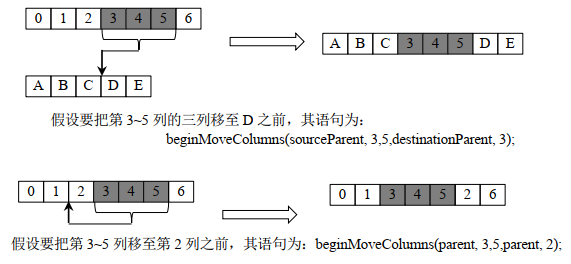 0 1 2 3 4 5 6
A B C 3 4 5 D E
A B C D E
假设要把第 3~5 列的三列移至 D 之前，其语句为：
beginMoveColumns(sourceParent, 3,5,destinationParent, 3);
0 1 2 3 4 5 6
0 1 3 4 5 2 6
假设要把第 3~5 列移至第 2 列之前，其语句为：beginMoveColumns(parent, 3,5,parent, 2);